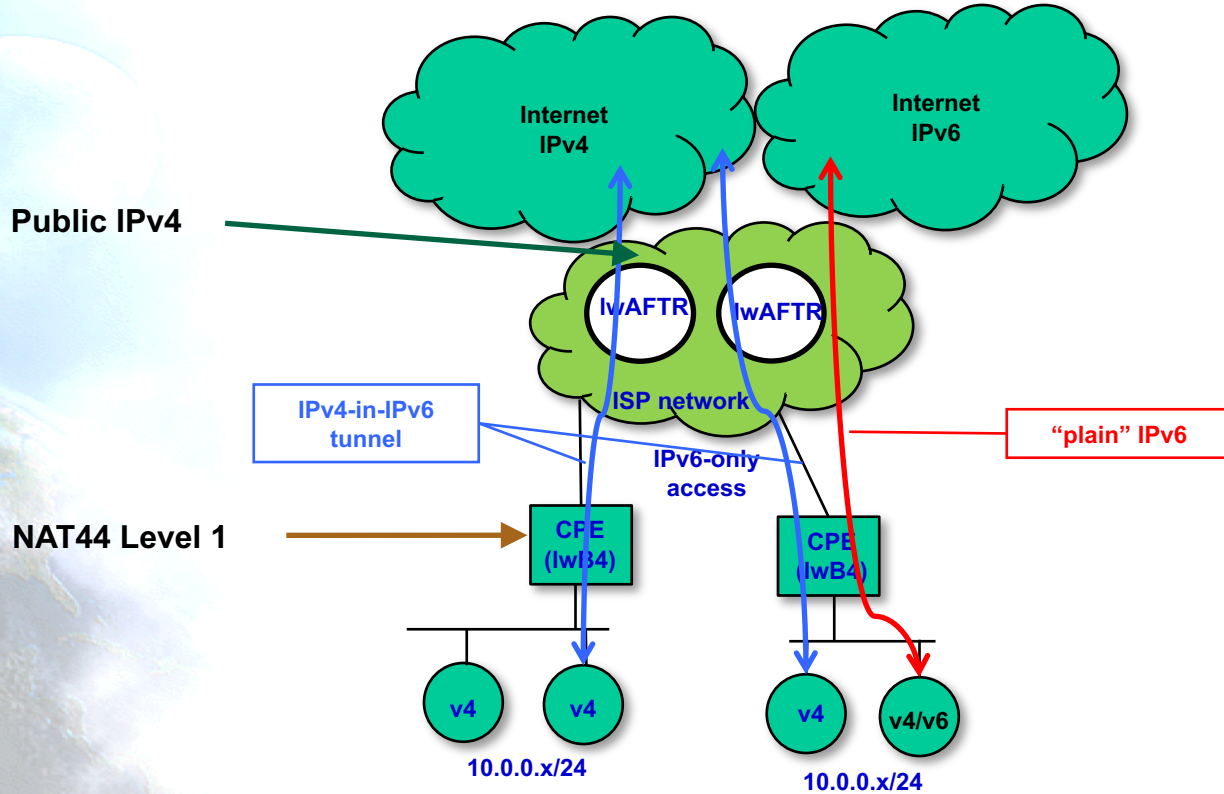 Internet
IPv4
Internet
IPv6
Public IPv4
lwAFTR
lwAFTR
ISP network
IPv4-in-IPv6
tunnel
"plain" IPv6
IPv6-only
access
NAT44 Level 1
CPE
(lwB4)
CPE
(lwB4)
v4
v4
v4
v4/v6
10.0.0.x/24
10.0.0.x/24